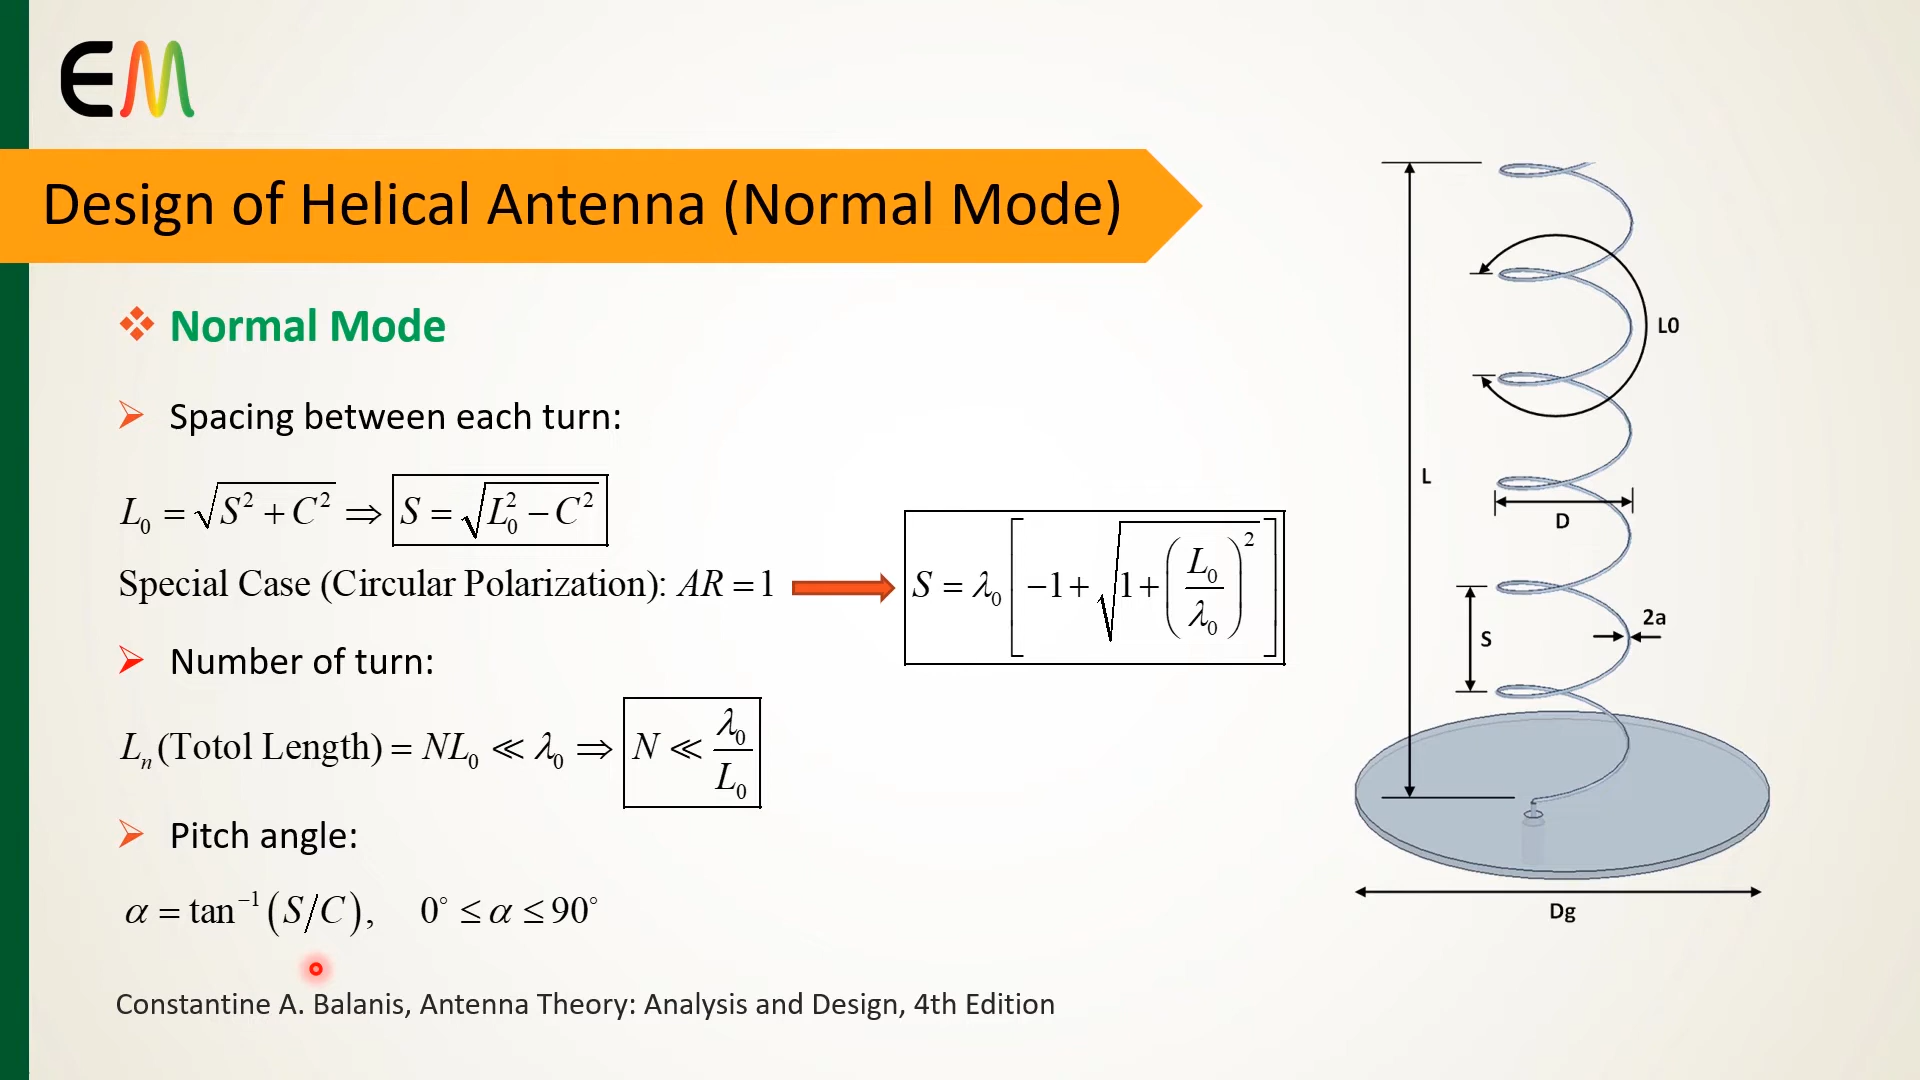 EM
Design of Helical Antenna (Normal Mode)
Normal Mode
Spacing between each turn:
L₀ = √(S² + C²) ⇒ S = √(L₀² − C²)
Special Case (Circular Polarization): AR = 1
S = λ₀ [−1 + √(1 + (L₀/λ₀)²)]
Number of turn:
Lₙ (Totol Length) = NL₀ ≪ λ₀ ⇒ N ≪ λ₀/L₀
Pitch angle:
α = tan⁻¹(S/C), 0° ≤ α ≤ 90°
Constantine A. Balanis, Antenna Theory: Analysis and Design, 4th Edition
L0
L
D
2a
S
Dg